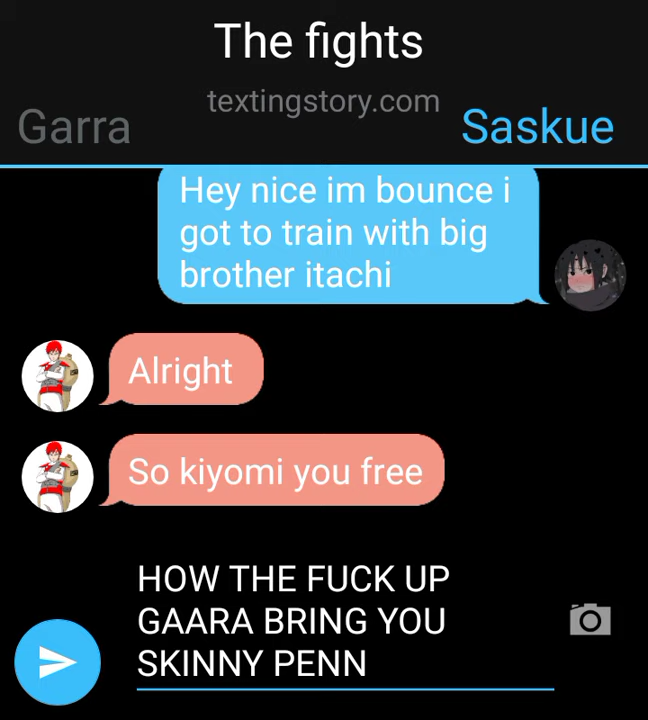 The fights
textingstory.com
Garra
Saskue
Hey nice im bounce i
got to train with big
brother itachi
Alright
So kiyomi you free
HOW THE FUCK UP
GAARA BRING YOU
SKINNY PENN